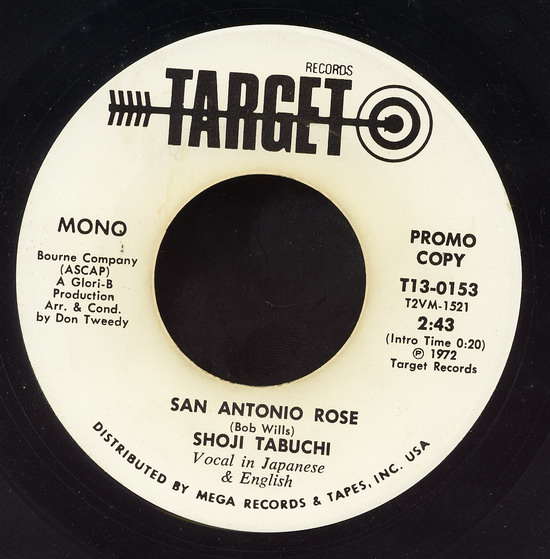 RECORDS
TARGET
MONO
Bourne Company
(ASCAP)
A Glori-B
Production
Arr. & Cond.
by Don Tweedy
PROMO
COPY
T13-0153
T2VM-1521
2:43
(Intro Time 0:20)
℗ 1972
Target Records
SAN ANTONIO ROSE
(Bob Wills)
SHOJI TABUCHI
Vocal in Japanese
& English
DISTRIBUTED BY MEGA RECORDS & TAPES, INC. USA